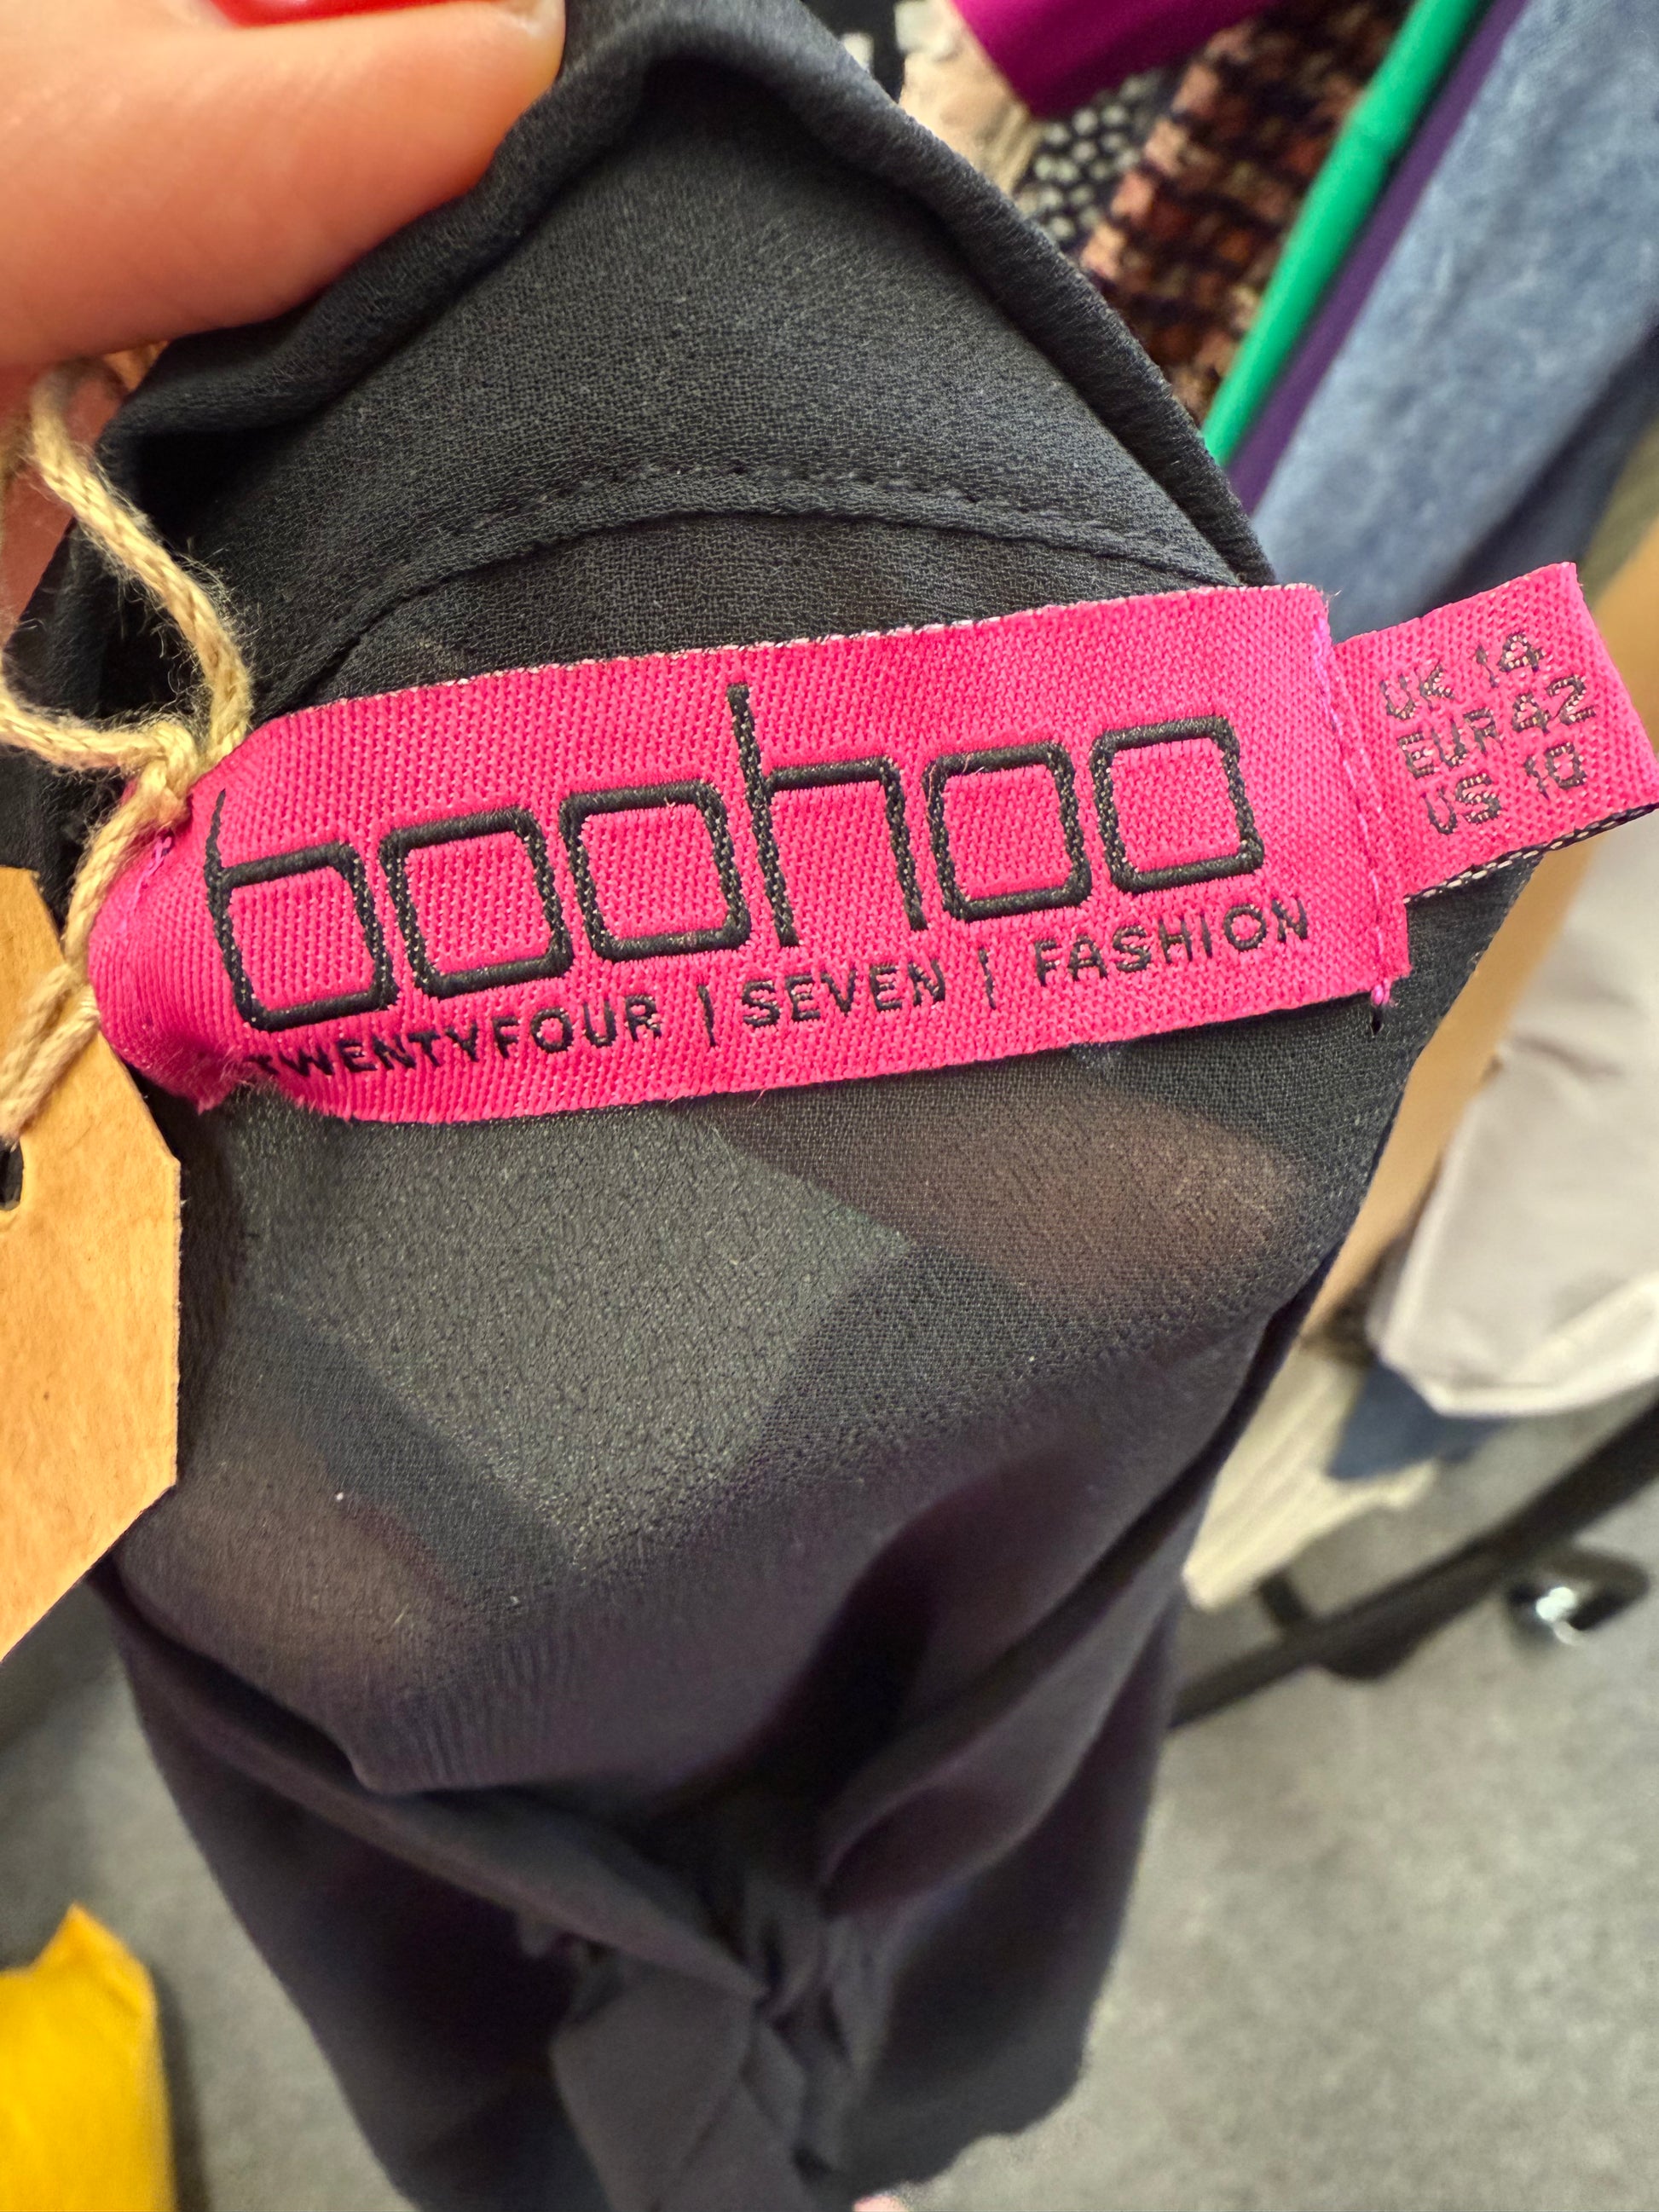 boohoo
TWENTYFOUR | SEVEN | FASHION
UK 14
EUR 42
US 10